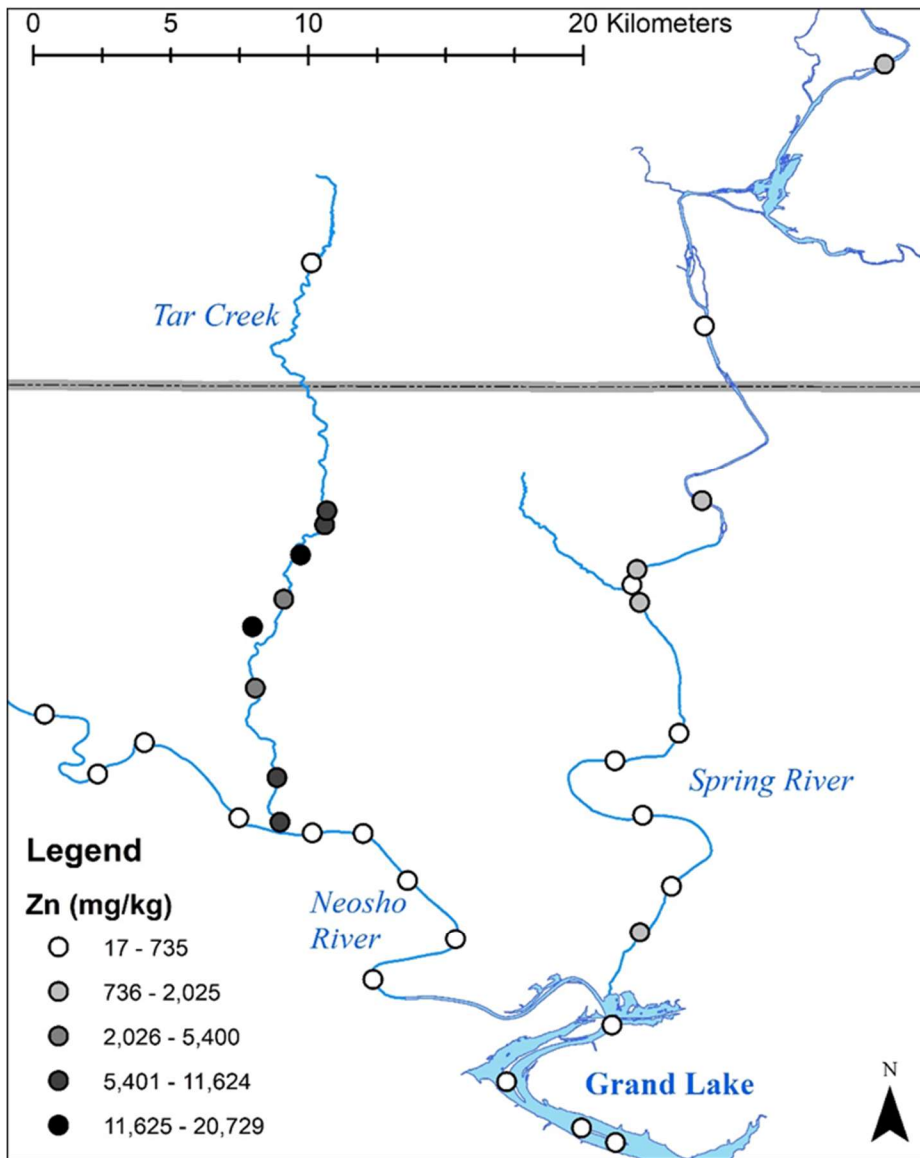 0 5 10 20 Kilometers
Tar Creek
Spring River
Neosho
River
Grand Lake
Legend
Zn (mg/kg)
17 - 735
736 - 2,025
2,026 - 5,400
5,401 - 11,624
11,625 - 20,729
N